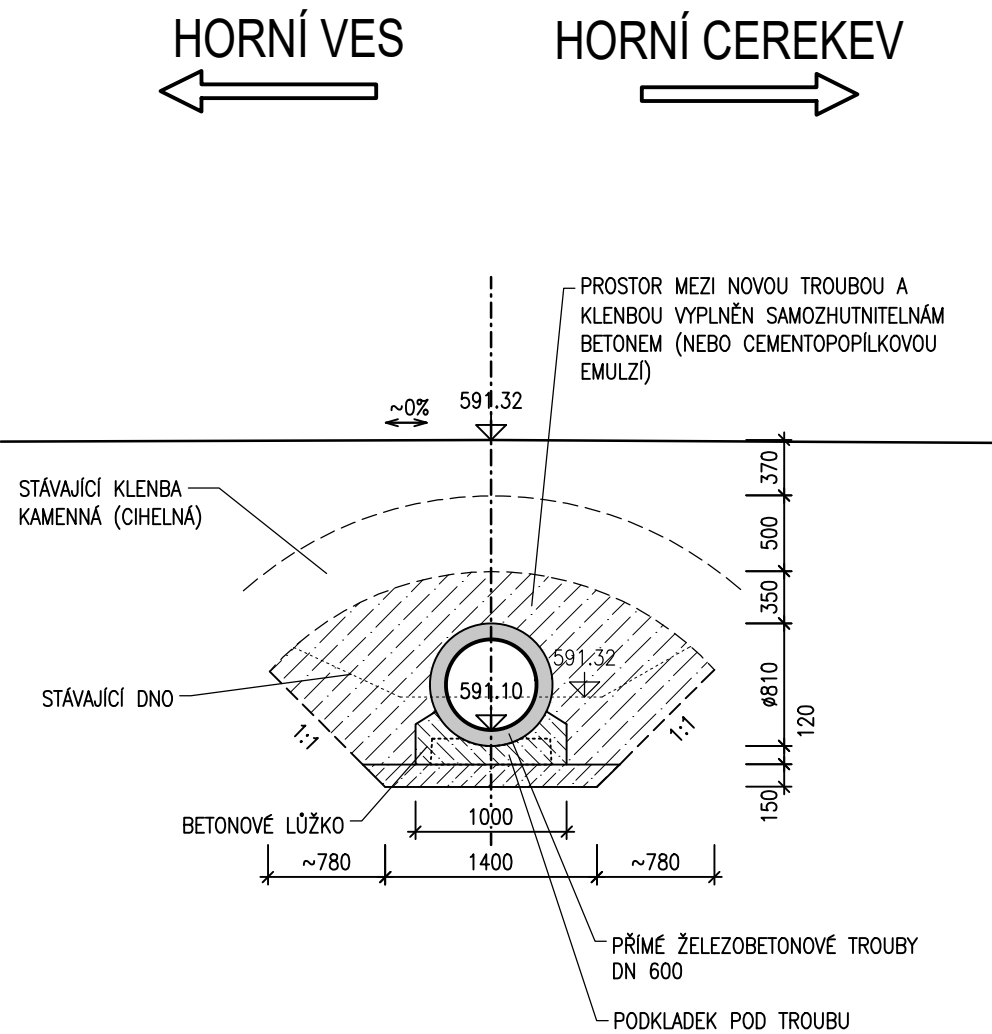 HORNÍ VES
HORNÍ CEREKEV
PROSTOR MEZI NOVOU TROUBOU A
KLENBOU VYPLNĚN SAMOZHUTNITELNÁM
BETONEM (NEBO CEMENTOPOPÍLKOVOU
EMULZÍ)
~0%
591.32
370
STÁVAJÍCÍ KLENBA
KAMENNÁ (CIHELNÁ)
500
350
591.32
STÁVAJÍCÍ DNO
591.10
ø810
120
1:1
1:1
150
BETONOVÉ LŮŽKO
1000
~780
1400
~780
PŘÍMÉ ŽELEZOBETONOVÉ TROUBY
DN 600
PODKLADEK POD TROUBU